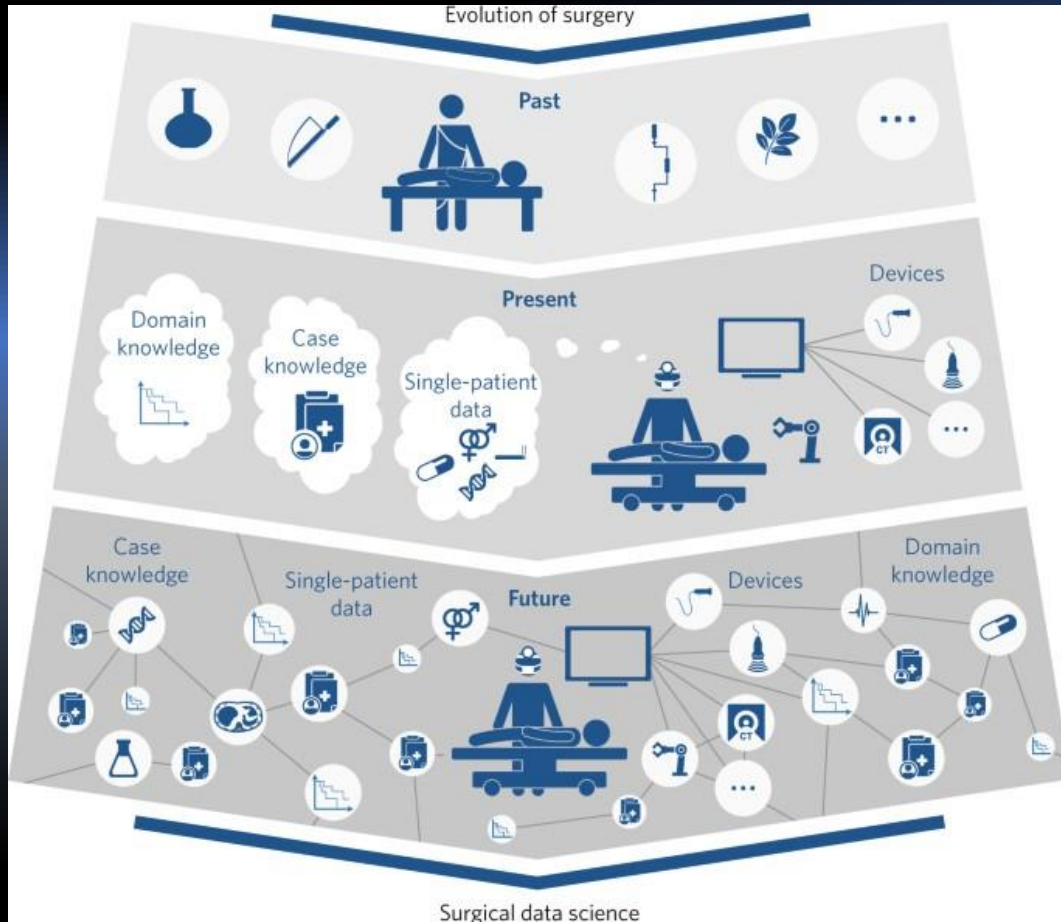 Evolution of surgery
Past
...
Present
Devices
Domain
knowledge
Case
knowledge
Single-patient
data
...
CT
Case
knowledge
Single-patient
data
Future
Devices
Domain
knowledge
CT
...
Surgical data science